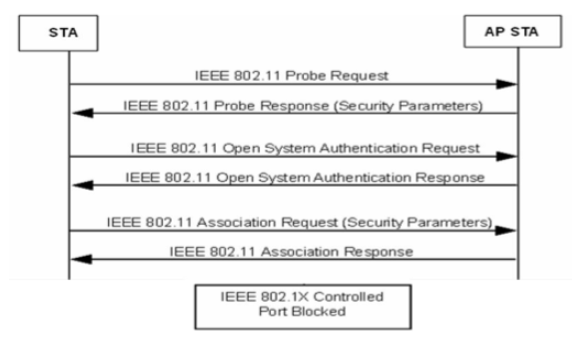 STA
AP STA
IEEE 802.11 Probe Request
IEEE 802.11 Probe Response (Security Parameters)
IEEE 802.11 Open System Authentication Request
IEEE 802.11 Open System Authentication Response
IEEE 802.11 Association Request (Security Parameters)
IEEE 802.11 Association Response
IEEE 802.1X Controlled
Port Blocked